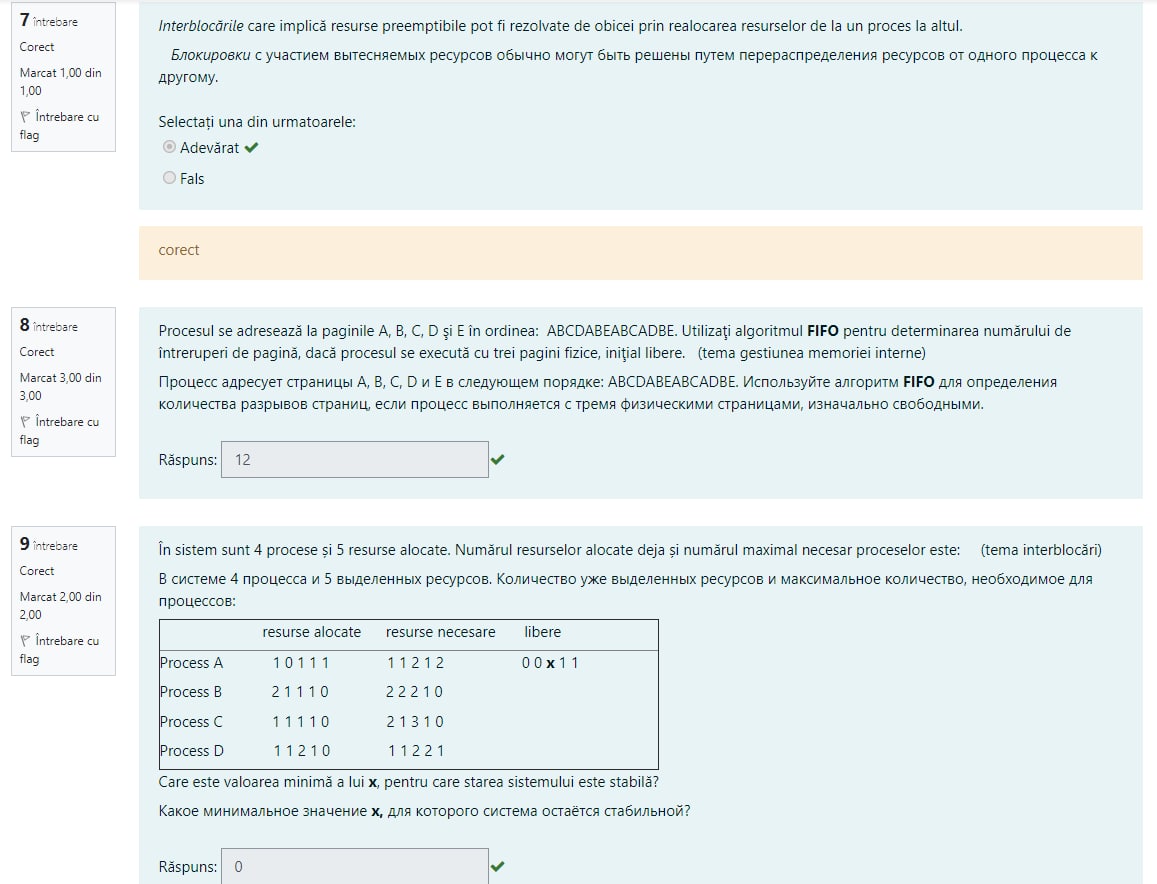 7 întrebare
Corect
Marcat 1,00 din
1,00
Întrebare cu
flag
Interblocările care implică resurse preemptibile pot fi rezolvate de obicei prin realocarea resurselor de la un proces la altul.
Блокировки с участием вытесняемых ресурсов обычно могут быть решены путем перераспределения ресурсов от одного процесса к
другому.
Selectați una din urmatoarele:
Adevărat
Fals
corect
8 întrebare
Corect
Marcat 3,00 din
3,00
Întrebare cu
flag
Procesul se adresează la paginile A, B, C, D şi E în ordinea: ABCDABEABCADBE. Utilizaţi algoritmul FIFO pentru determinarea numărului de
întreruperi de pagină, dacă procesul se execută cu trei pagini fizice, iniţial libere. (tema gestiunea memoriei interne)
Процесс адресует страницы A, B, C, D и E в следующем порядке: ABCDABEABCADBE. Используйте алгоритм FIFO для определения
количества разрывов страниц, если процесс выполняется с тремя физическими страницами, изначально свободными.
Răspuns: 12
9 întrebare
Corect
Marcat 2,00 din
2,00
Întrebare cu
flag
În sistem sunt 4 procese și 5 resurse alocate. Numărul resurselor alocate deja și numărul maximal necesar proceselor este: (tema interblocări)
В системе 4 процесса и 5 выделенных ресурсов. Количество уже выделенных ресурсов и максимальное количество, необходимое для
процессов:
resurse alocate resurse necesare libere
Process A 1 0 1 1 1 1 1 2 1 2 0 0 x 1 1
Process B 2 1 1 1 0 2 2 2 1 0
Process C 1 1 1 1 0 2 1 3 1 0
Process D 1 1 2 1 0 1 1 2 2 1
Care este valoarea minimă a lui x, pentru care starea sistemului este stabilă?
Какое минимальное значение x, для которого система остаётся стабильной?
Răspuns: 0